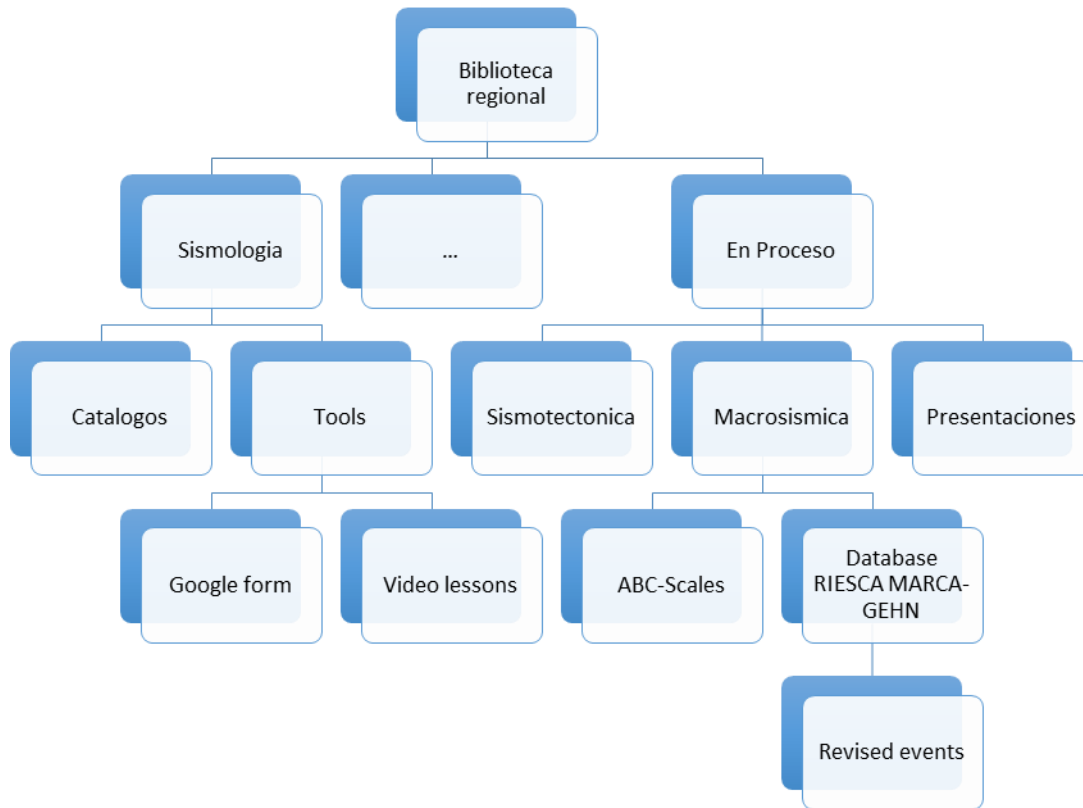 Biblioteca
regional
Sismologia
...
En Proceso
Catalogos
Tools
Sismotectonica
Macrosismica
Presentaciones
Google form
Video lessons
ABC-Scales
Database
RIESCA MARCA-
GEHN
Revised events